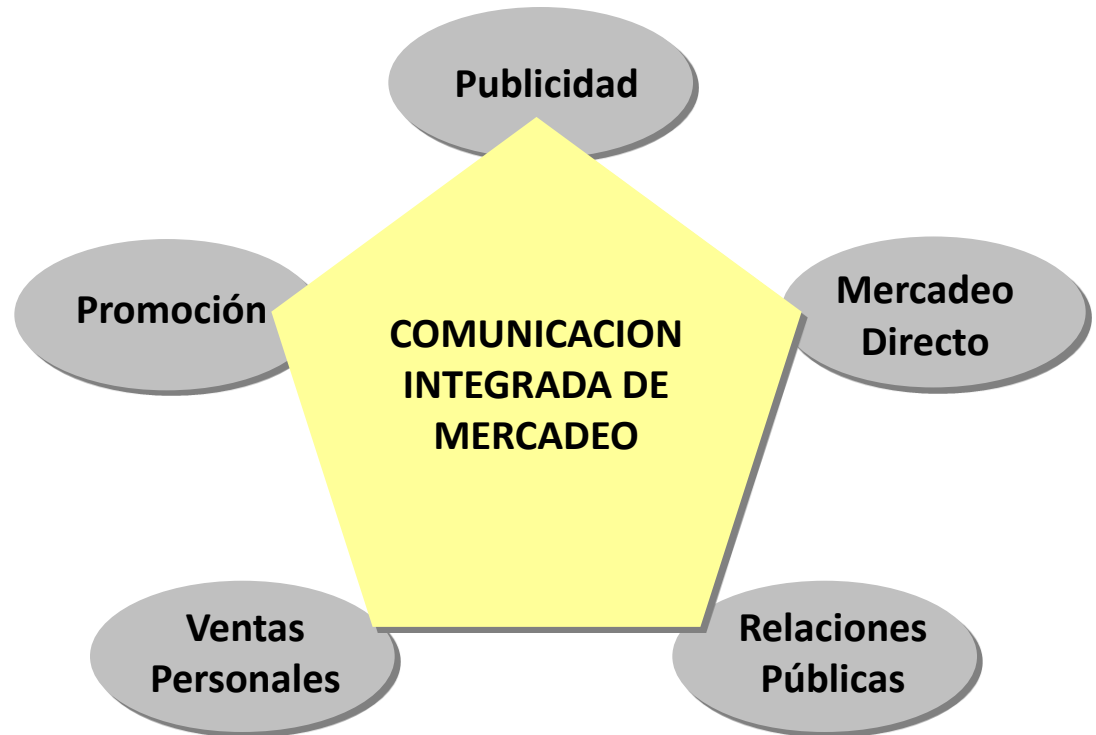 Publicidad
Promoción
Mercadeo
Directo
COMUNICACION
INTEGRADA DE
MERCADEO
Ventas
Personales
Relaciones
Públicas